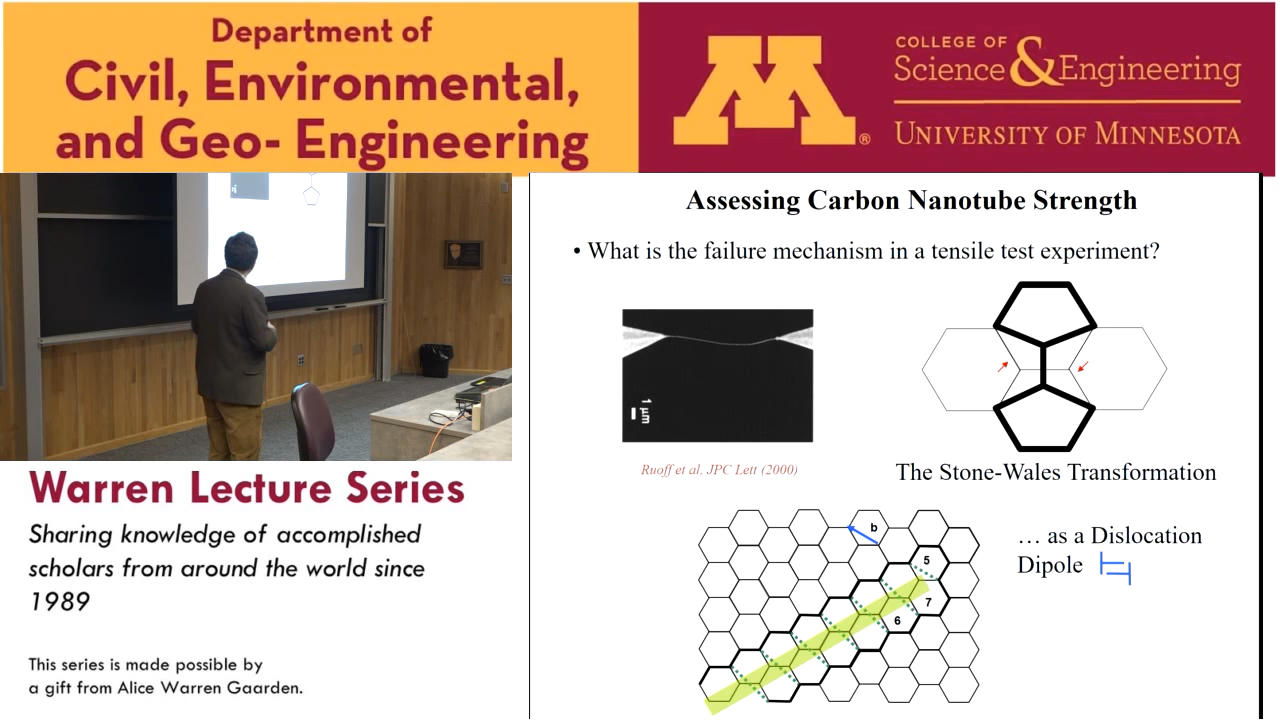 Department of
Civil, Environmental,
and Geo- Engineering
M®
COLLEGE OF
Science & Engineering
UNIVERSITY OF MINNESOTA
Warren Lecture Series
Sharing knowledge of accomplished
scholars from around the world since
1989
This series is made possible by
a gift from Alice Warren Gaarden.
Assessing Carbon Nanotube Strength
• What is the failure mechanism in a tensile test experiment?
1 μm
Ruoff et al, JPC Lett (2000)
The Stone-Wales Transformation
b
5
7
6
… as a Dislocation
Dipole